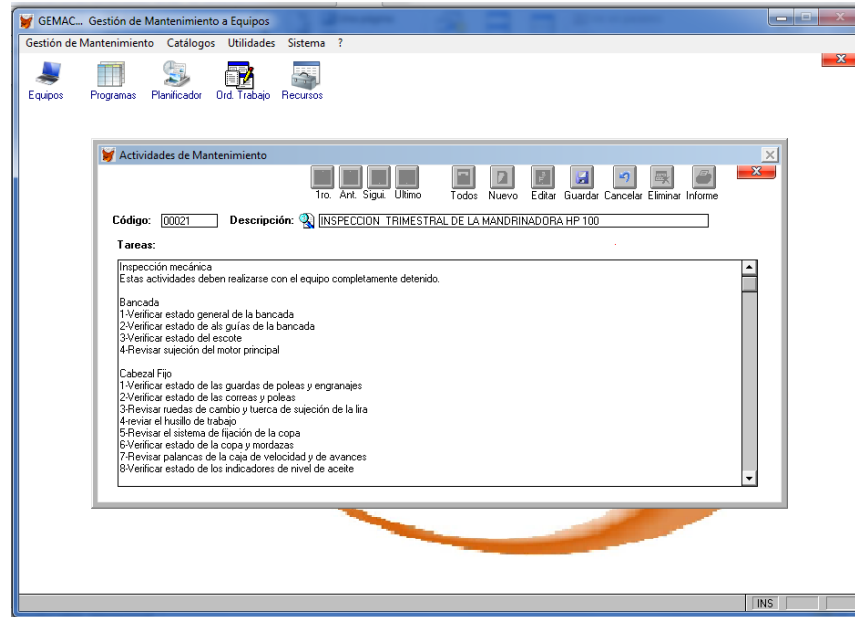 GEMAC... Gestión de Mantenimiento a Equipos
Gestión de Mantenimiento Catálogos Utilidades Sistema ?
Equipos Programas Planificador Ord. Trabajo Recursos
Actividades de Mantenimiento
1ro. Ant. Sigui. Ultimo Todos Nuevo Editar Guardar Cancelar Eliminar Informe
Código: 00021 Descripción: INSPECCION TRIMESTRAL DE LA MANDRINADORA HP 100
Tareas:
Inspección mecánica
Estas actividades deben realizarse con el equipo completamente detenido.
Bancada
1-Verificar estado general de la bancada
2-Verificar estado de als guías de la bancada
3-Verificar estado del escote
4-Revisar sujeción del motor principal
Cabezal Fijo
1-Verificar estado de las guardas de poleas y engranajes
2-Verificar estado de las correas y poleas
3-Revisar ruedas de cambio y tuerca de sujeción de la lira
4-reviar el husillo de trabajo
5-Revisar el sistema de fijación de la copa
6-Verificar estado de la copa y mordazas
7-Revisar palancas de la caja de velocidad y de avances
8-Verificar estado de los indicadores de nivel de aceite
INS